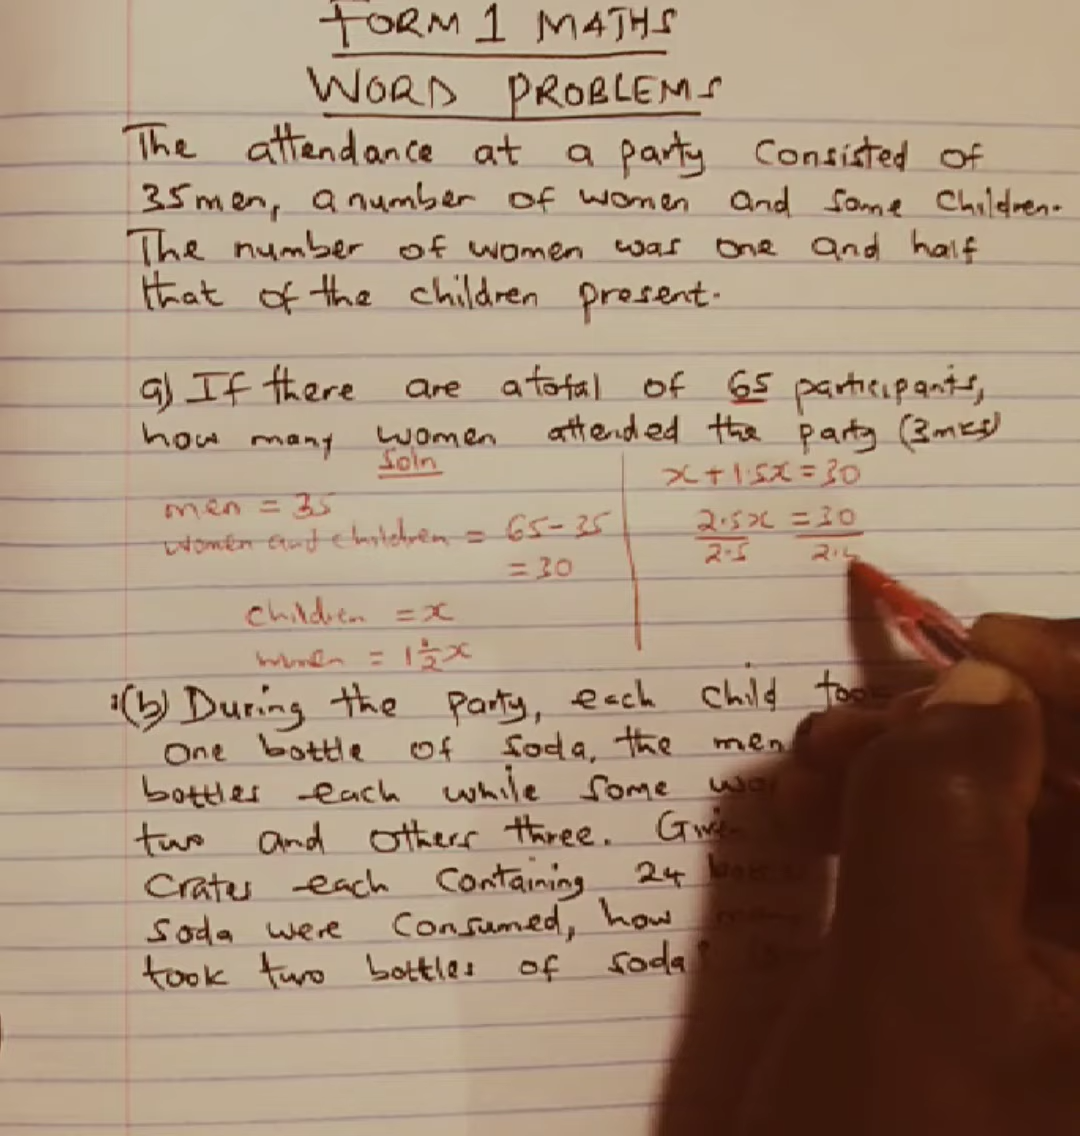 FORM 1 MATHS
WORD PROBLEMS
The attendance at a party consisted of
35 men, a number of women and some children.
The number of women was one and half
that of the children present.
a) If there are a total of 65 participants,
how many women attended the party (3mks)
Soln
men = 35
women and children = 65 - 35
= 30
children = x
women = 1 1/2 x
x + 1.5x = 30
2.5x = 30
2.5 2.5
(b) During the party, each child took
one bottle of soda, the men
bottles each while some
two and others three.
crates each containing 24
soda were consumed, how
took two bottles of soda?